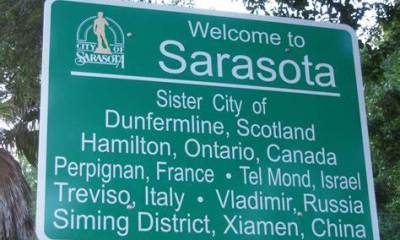 CITY OF
SARASOTA
Welcome to
Sarasota
Sister City of
Dunfermline, Scotland
Hamilton, Ontario, Canada
Perpignan, France • Tel Mond, Israel
Treviso, Italy • Vladimir, Russia
Siming District, Xiamen, China